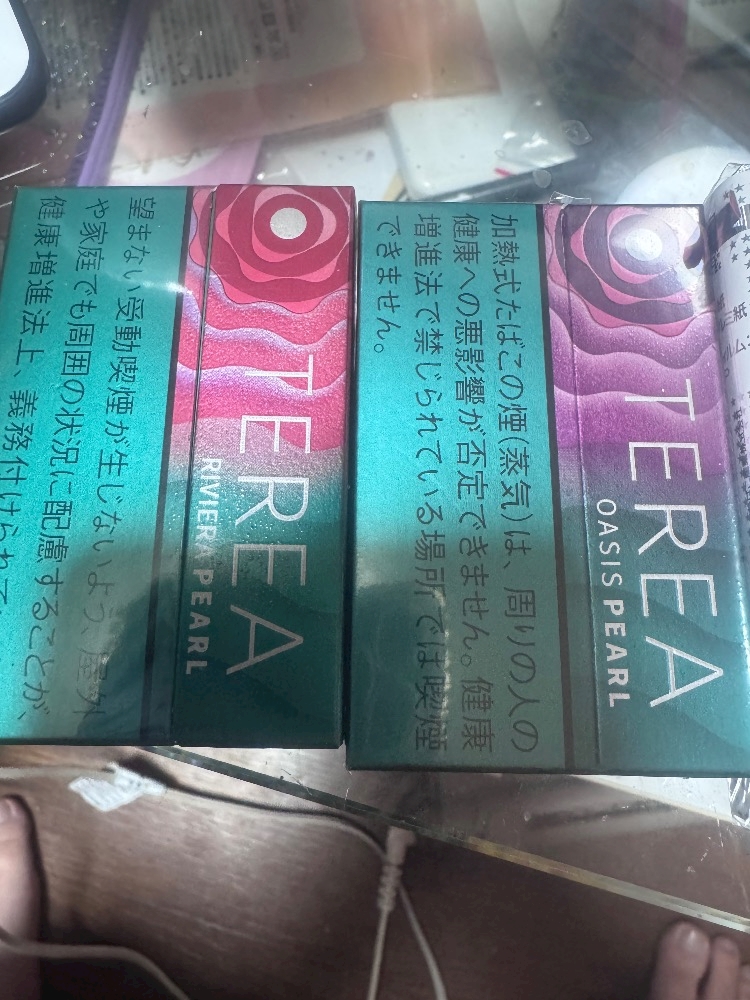 望まない受動喫煙が生じないよう、屋外
や家庭でも周囲の状況に配慮することが、
健康増進法上、義務付けられて
TEREA
RIVIERA PEARL
加熱式たばこの煙(蒸気)は、周りの人の
健康への悪影響が否定できません。健康
増進法で禁じられている場所では喫煙
できません。
TEREA
OASIS PEARL